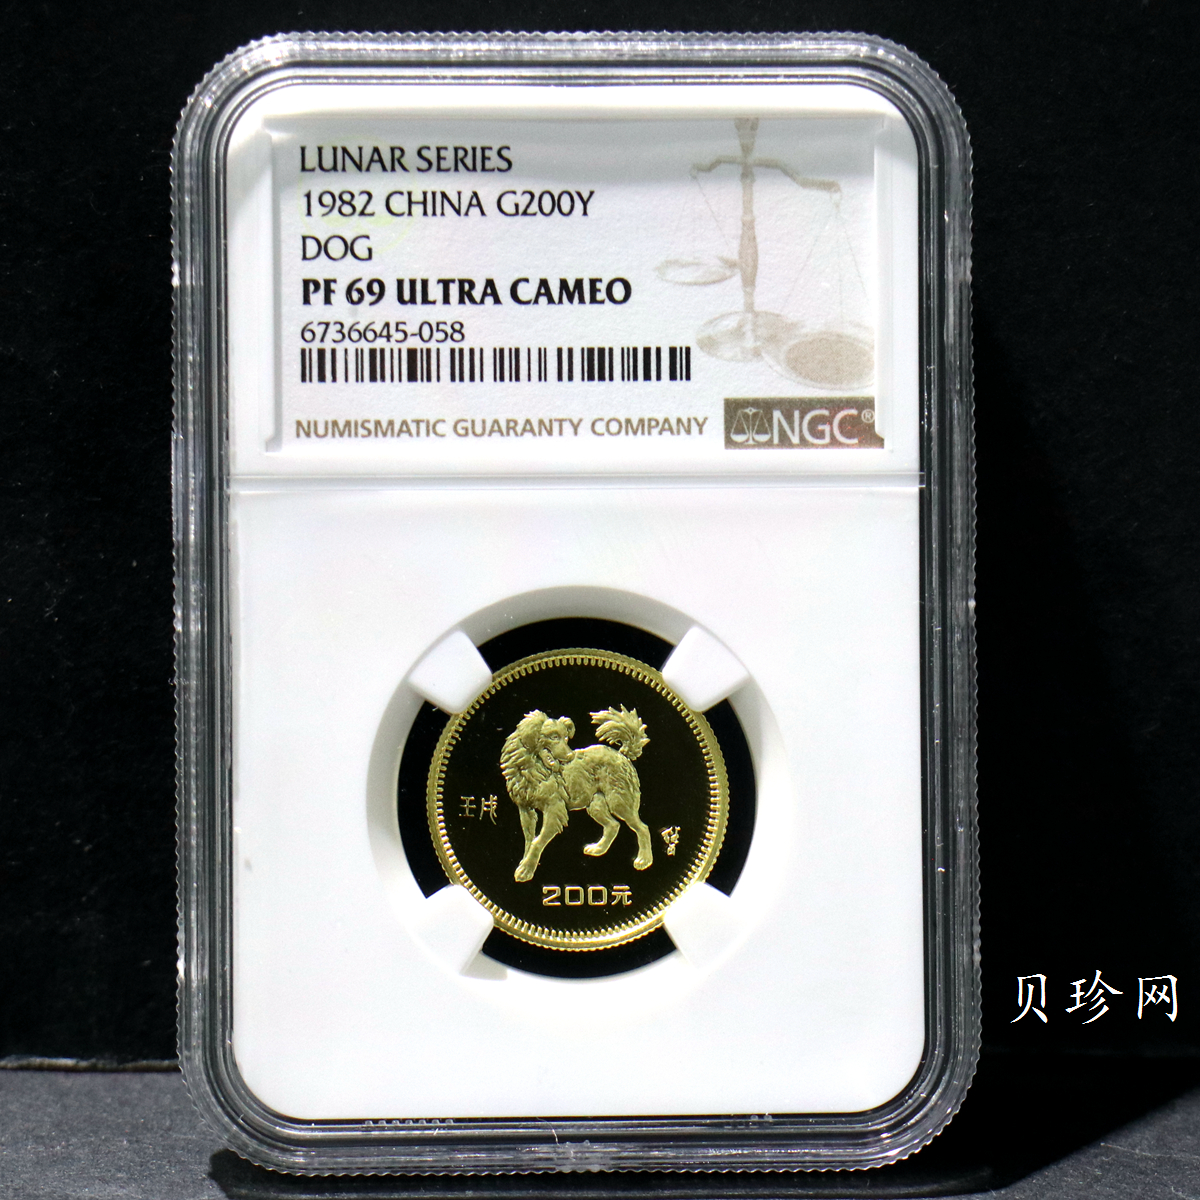 LUNAR SERIES
1982 CHINA G200Y
DOG
PF 69 ULTRA CAMEO
6736645-058
NUMISMATIC GUARANTY COMPANY
NGC®
壬戌
200元
贝珍网